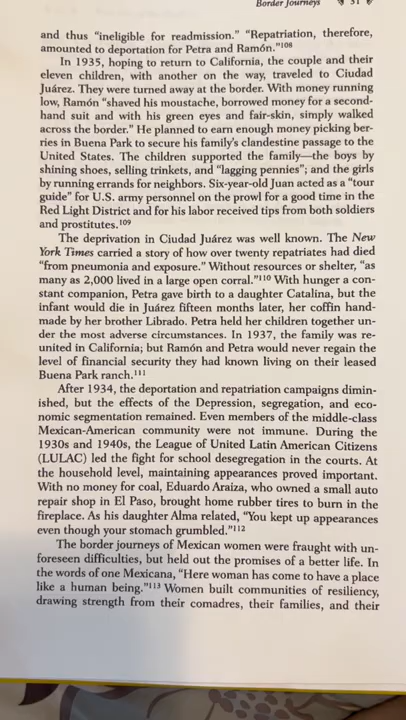 Border Journeys 31
and thus “ineligible for readmission.” “Repatriation, therefore,
amounted to deportation for Petra and Ramón.”¹⁰⁸
In 1935, hoping to return to California, the couple and their
eleven children, with another on the way, traveled to Ciudad
Juárez. They were turned away at the border. With money running
low, Ramón “shaved his moustache, borrowed money for a second-
hand suit and with his green eyes and fair-skin, simply walked
across the border.” He planned to earn enough money picking ber-
ries in Buena Park to secure his family’s clandestine passage to the
United States. The children supported the family—the boys by
shining shoes, selling trinkets, and “lagging pennies”; and the girls
by running errands for neighbors. Six-year-old Juan acted as a “tour
guide” for U.S. army personnel on the prowl for a good time in the
Red Light District and for his labor received tips from both soldiers
and prostitutes.¹⁰⁹
The deprivation in Ciudad Juárez was well known. The New
York Times carried a story of how over twenty repatriates had died
“from pneumonia and exposure.” Without resources or shelter, “as
many as 2,000 lived in a large open corral.”¹¹⁰ With hunger a con-
stant companion, Petra gave birth to a daughter Catalina, but the
infant would die in Juárez fifteen months later, her coffin hand-
made by her brother Librado. Petra held her children together un-
der the most adverse circumstances. In 1937, the family was re-
united in California; but Ramón and Petra would never regain the
level of financial security they had known living on their leased
Buena Park ranch.¹¹¹
After 1934, the deportation and repatriation campaigns dimin-
ished, but the effects of the Depression, segregation, and eco-
nomic segmentation remained. Even members of the middle-class
Mexican-American community were not immune. During the
1930s and 1940s, the League of United Latin American Citizens
(LULAC) led the fight for school desegregation in the courts. At
the household level, maintaining appearances proved important.
With no money for coal, Eduardo Araiza, who owned a small auto
repair shop in El Paso, brought home rubber tires to burn in the
fireplace. As his daughter Alma related, “You kept up appearances
even though your stomach grumbled.”¹¹²
The border journeys of Mexican women were fraught with un-
foreseen difficulties, but held out the promises of a better life. In
the words of one Mexicana, “Here woman has come to have a place
like a human being.”¹¹³ Women built communities of resiliency,
drawing strength from their comadres, their families, and their